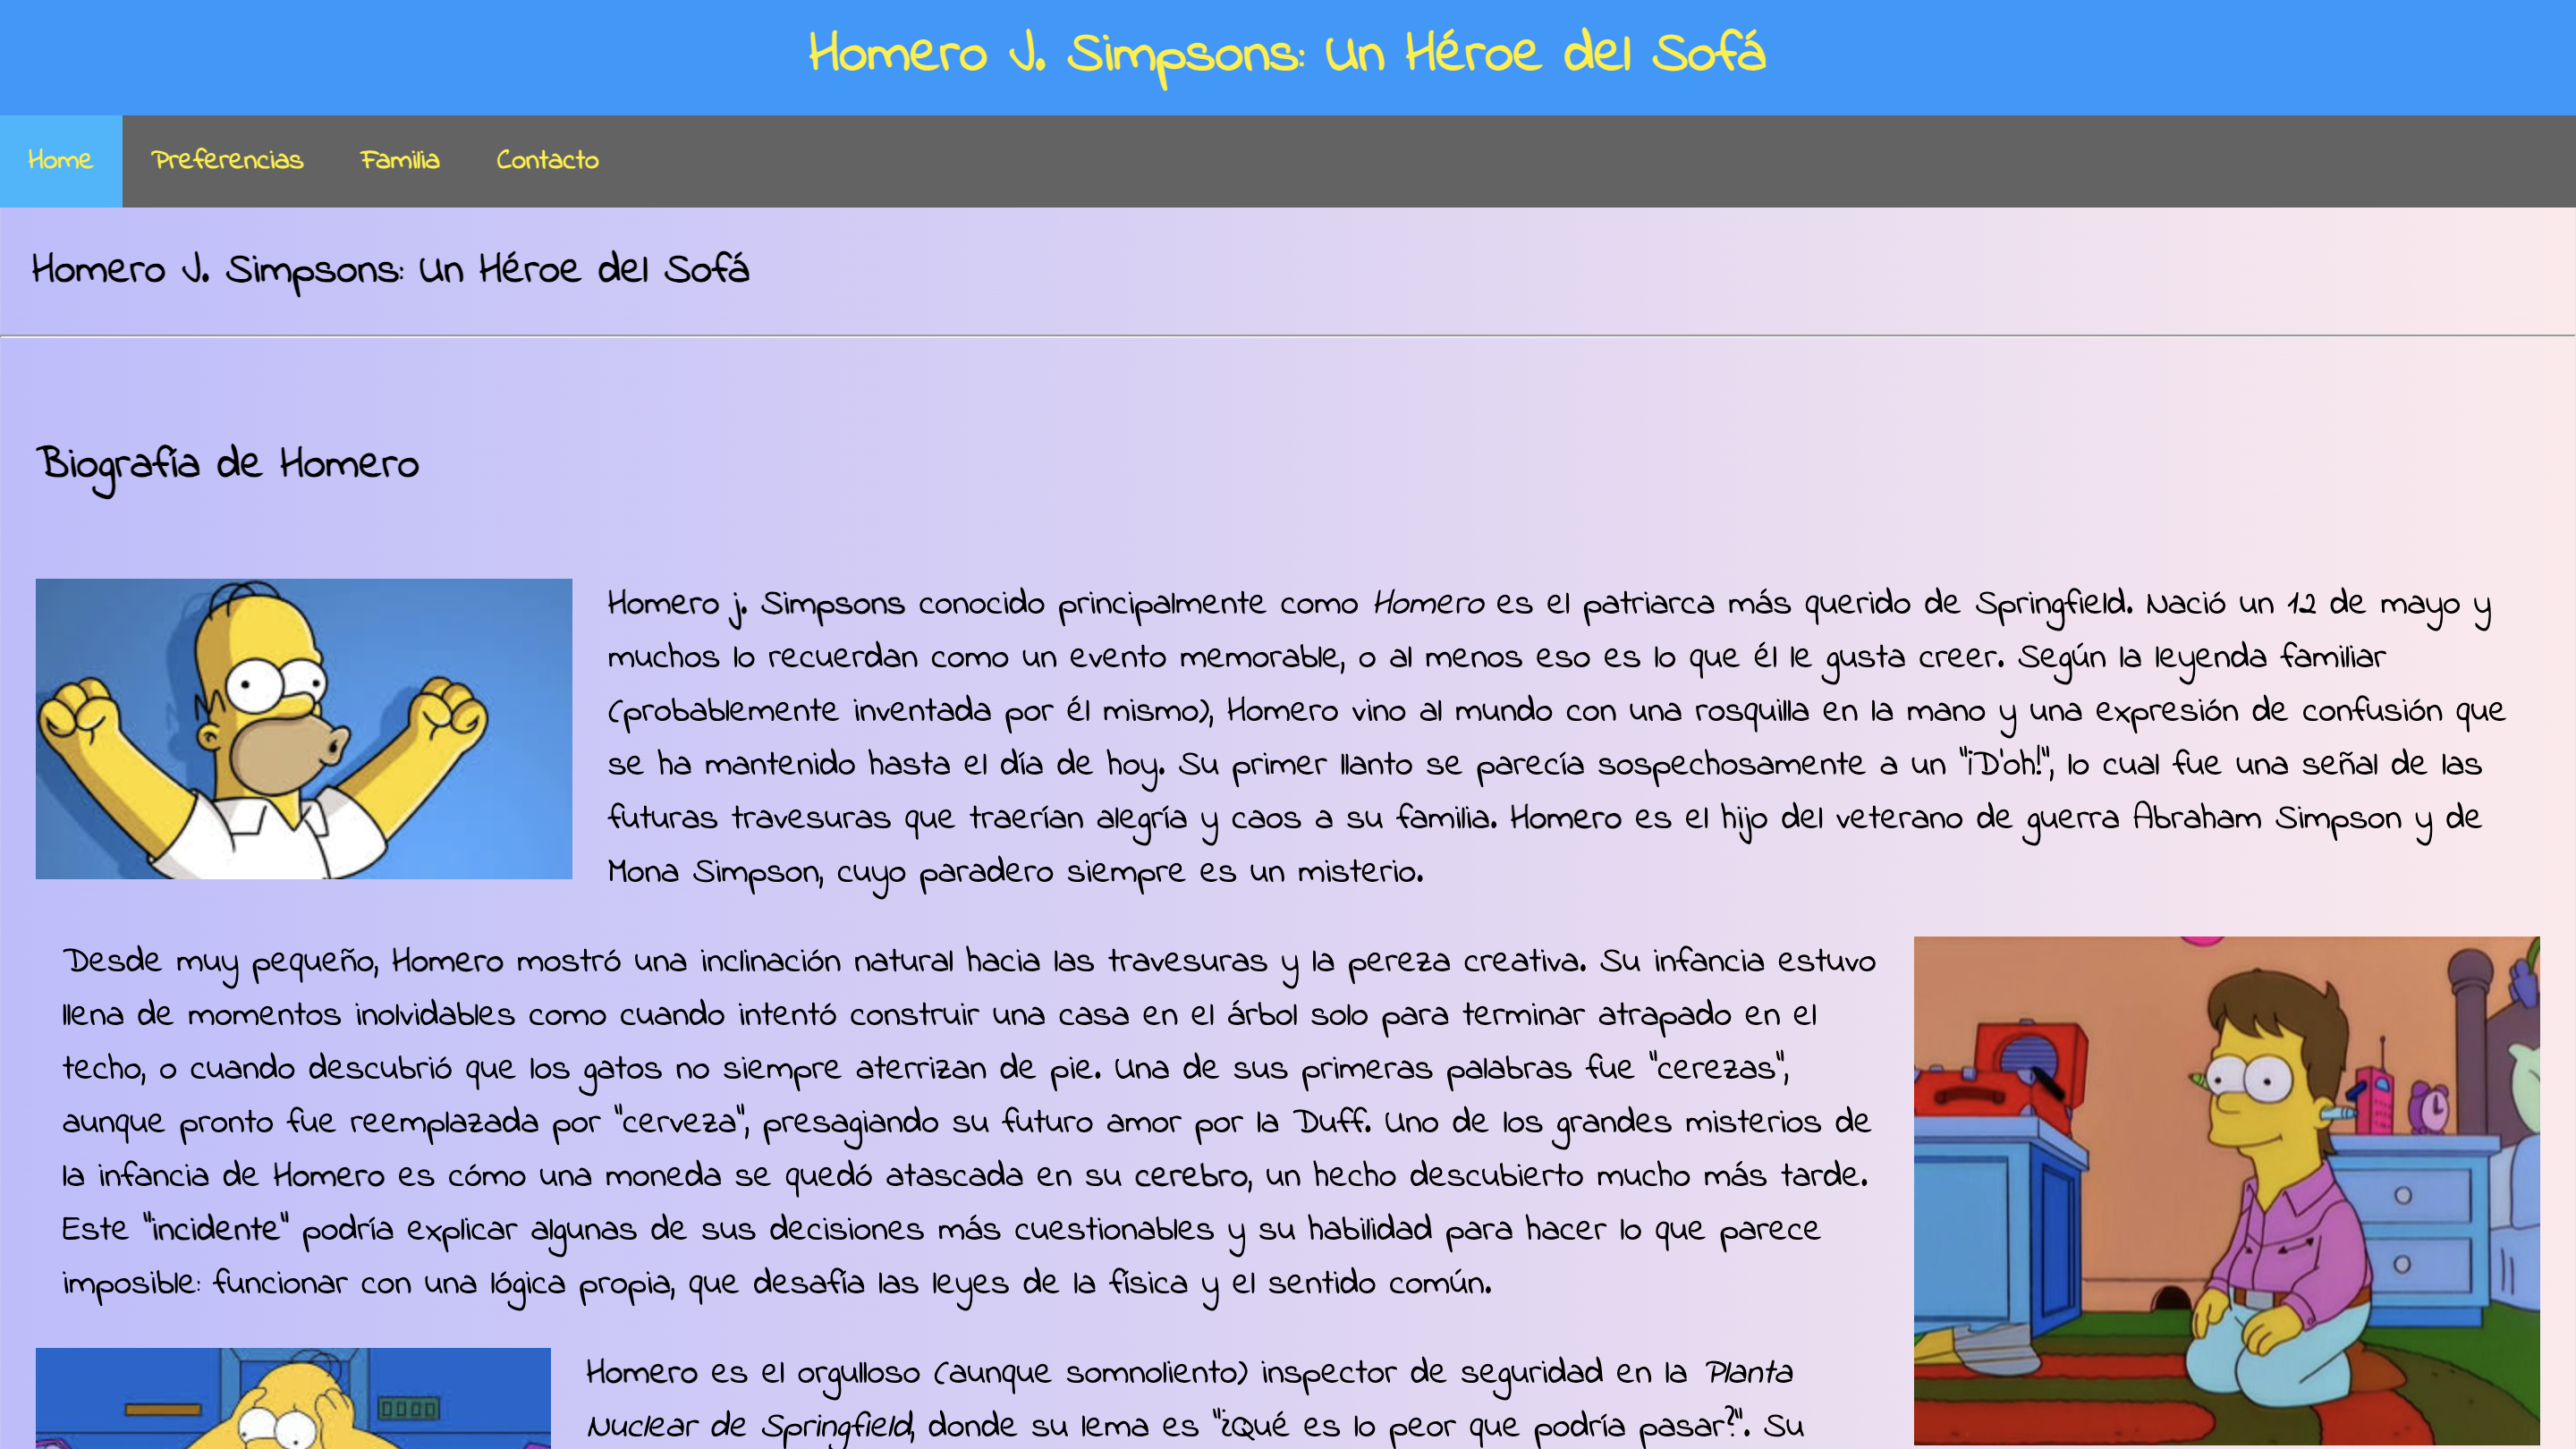 Homero J. Simpsons: Un Héroe del Sofá
Home Preferencias Familia Contacto
Homero J. Simpsons: Un Héroe del Sofá
Biografía de Homero
Homero j. Simpsons conocido principalmente como Homero es el patriarca más querido de Springfield. Nació un 12 de mayo y
muchos lo recuerdan como un evento memorable, o al menos eso es lo que él le gusta creer. Según la leyenda familiar
(probablemente inventada por él mismo), Homero vino al mundo con una rosquilla en la mano y una expresión de confusión que
se ha mantenido hasta el día de hoy. Su primer llanto se parecía sospechosamente a un "¡D'oh!", lo cual fue una señal de las
futuras travesuras que traerían alegría y caos a su familia. Homero es el hijo del veterano de guerra Abraham Simpson y de
Mona Simpson, cuyo paradero siempre es un misterio.
Desde muy pequeño, Homero mostró una inclinación natural hacia las travesuras y la pereza creativa. Su infancia estuvo
llena de momentos inolvidables como cuando intentó construir una casa en el árbol solo para terminar atrapado en el
techo, o cuando descubrió que los gatos no siempre aterrizan de pie. Una de sus primeras palabras fue "cerezas",
aunque pronto fue reemplazada por "cerveza", presagiando su futuro amor por la Duff. Uno de los grandes misterios de
la infancia de Homero es cómo una moneda se quedó atascada en su cerebro, un hecho descubierto mucho más tarde.
Este "incidente" podría explicar algunas de sus decisiones más cuestionables y su habilidad para hacer lo que parece
imposible: funcionar con una lógica propia, que desafía las leyes de la física y el sentido común.
Homero es el orgulloso (aunque somnoliento) inspector de seguridad en la Planta
Nuclear de Springfield, donde su lema es "¿Qué es lo peor que podría pasar?". Su